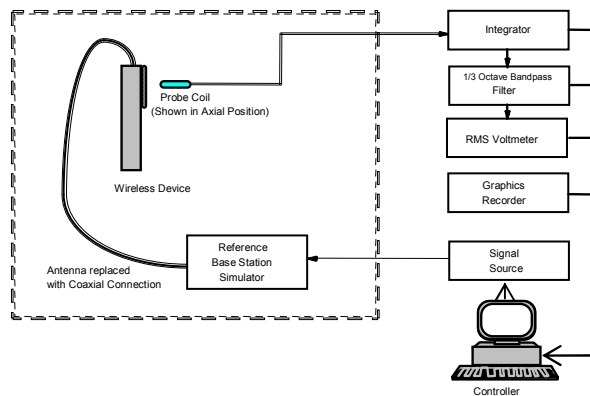 Integrator
1/3 Octave Bandpass
Filter
RMS Voltmeter
Graphics
Recorder
Signal
Source
Controller
Probe Coil
(Shown in Axial Position)
Wireless Device
Reference
Base Station
Simulator
Antenna replaced
with Coaxial Connection